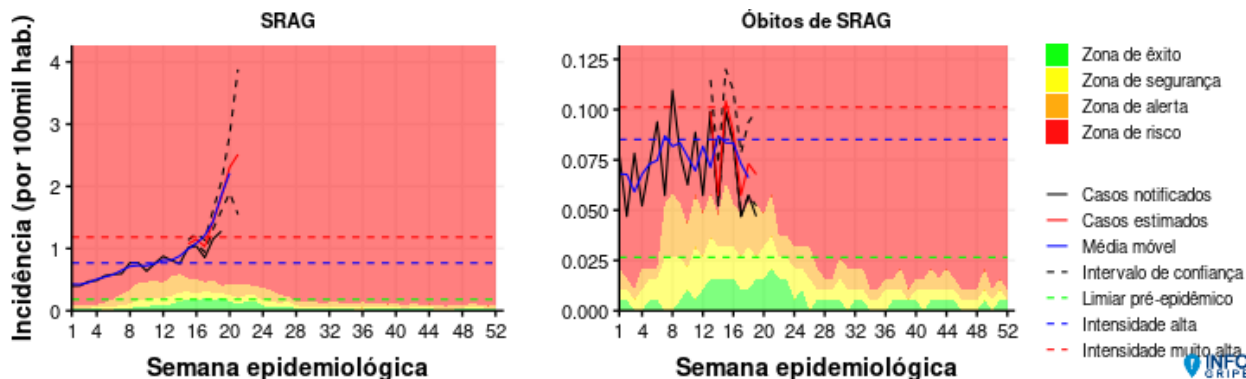 SRAG
Óbitos de SRAG
Incidência (por 100mil hab.)
4
3
2
1
0
1 4 8 12 16 20 24 28 32 36 40 44 48 52
Semana epidemiológica
0.125
0.100
0.075
0.050
0.025
0.000
1 4 8 12 16 20 24 28 32 36 40 44 48 52
Semana epidemiológica
Zona de êxito
Zona de segurança
Zona de alerta
Zona de risco
Casos notificados
Casos estimados
Média móvel
Intervalo de confiança
Limiar pré-epidêmico
Intensidade alta
Intensidade muito alta
INFO
GRIPE